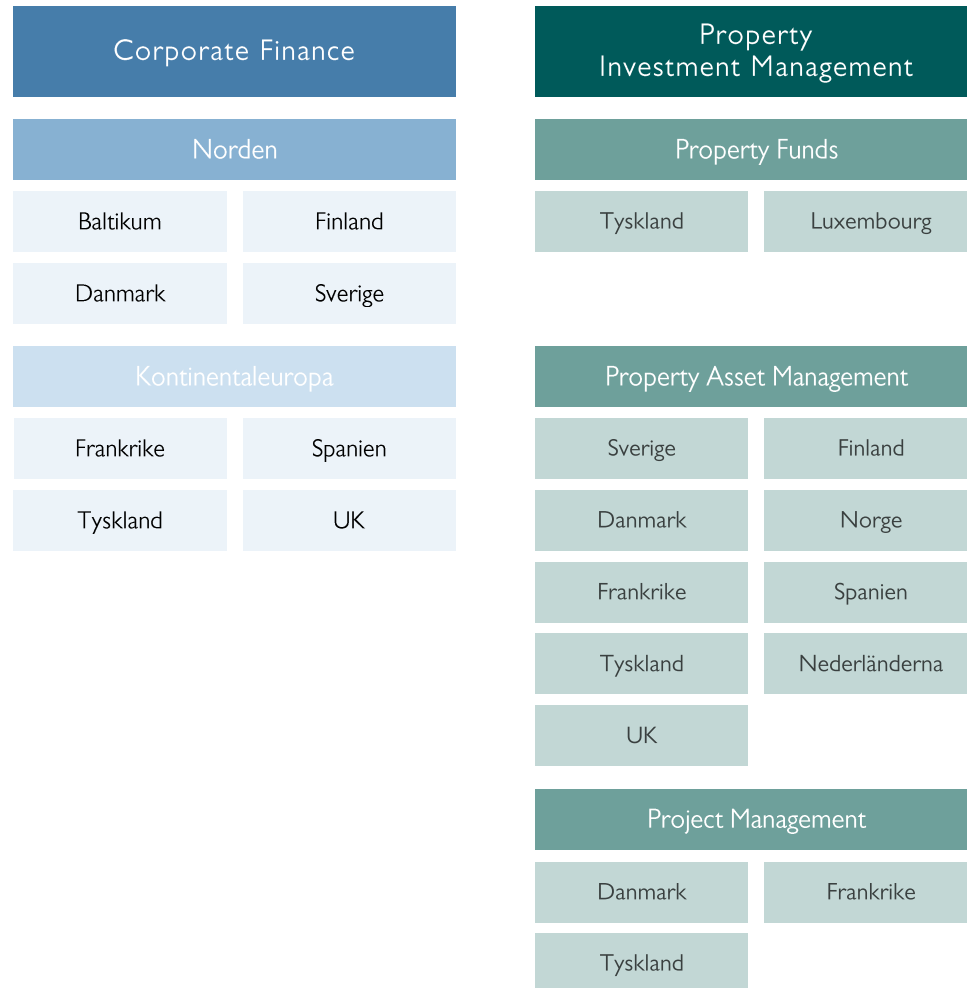 Corporate Finance
Norden
Baltikum
Finland
Danmark
Sverige
Kontinentaleuropa
Frankrike
Spanien
Tyskland
UK
Property
Investment Management
Property Funds
Tyskland
Luxembourg
Property Asset Management
Sverige
Finland
Danmark
Norge
Frankrike
Spanien
Tyskland
Nederländerna
UK
Project Management
Danmark
Frankrike
Tyskland